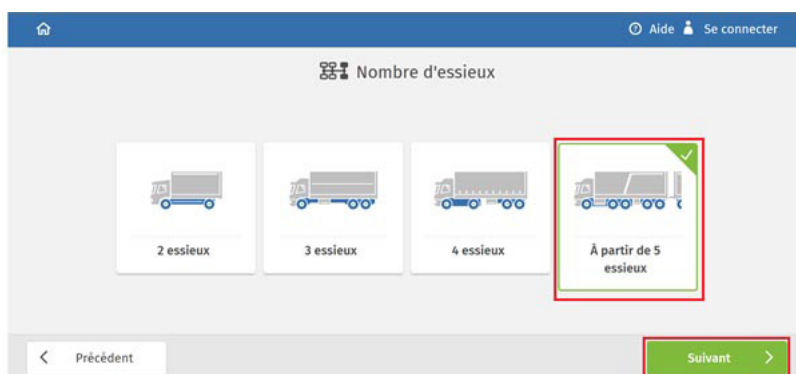 Aide Se connecter
Nombre d'essieux
2 essieux
3 essieux
4 essieux
À partir de 5
essieux
Précédent
Suivant